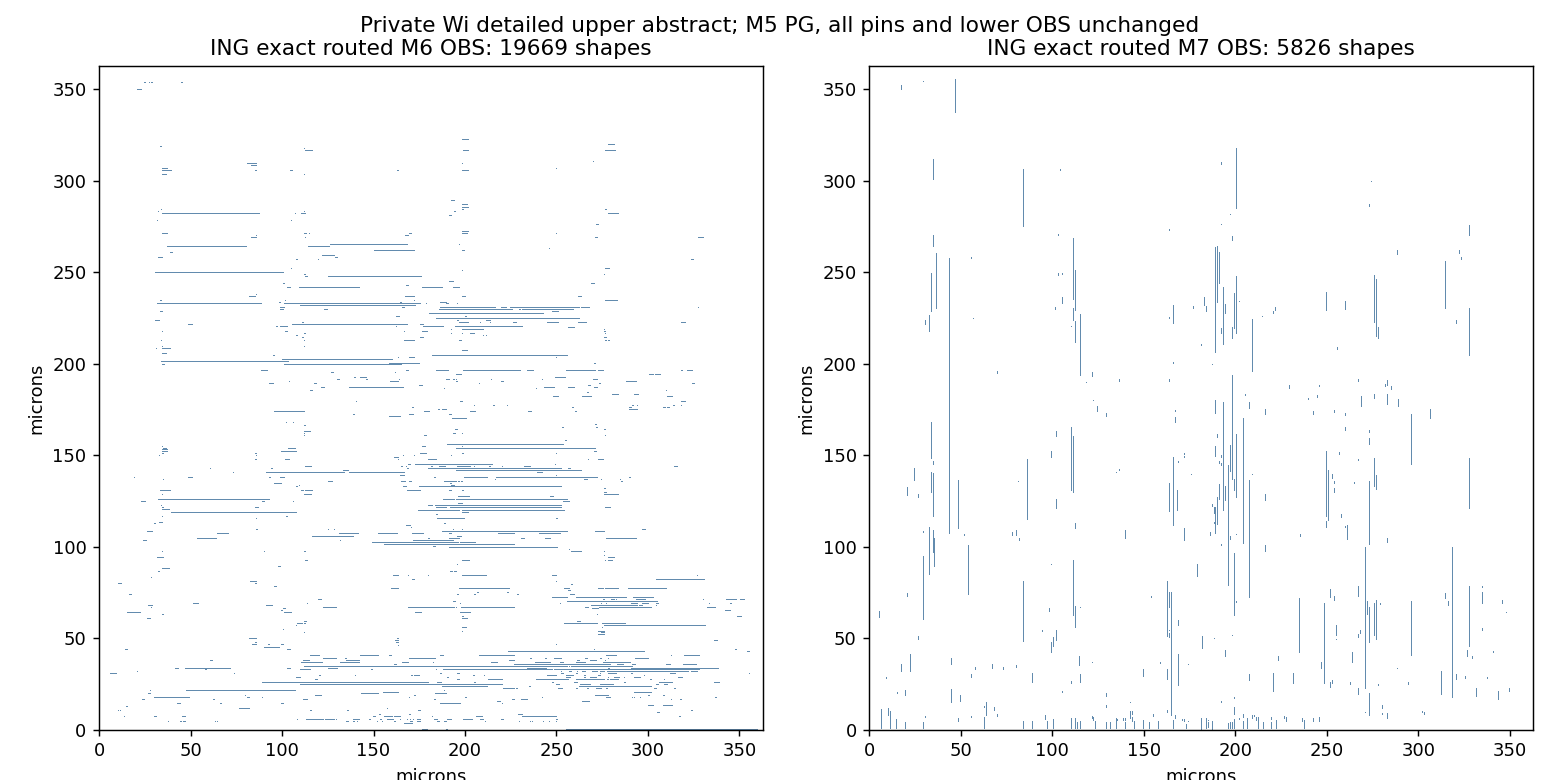 Private Wi detailed upper abstract; M5 PG, all pins and lower OBS unchanged
ING exact routed M6 OBS: 19669 shapes
350
300
250
200
150
100
50
0
microns
0 50 100 150 200 250 300 350
microns
ING exact routed M7 OBS: 5826 shapes
350
300
250
200
150
100
50
0
microns
0 50 100 150 200 250 300 350
microns